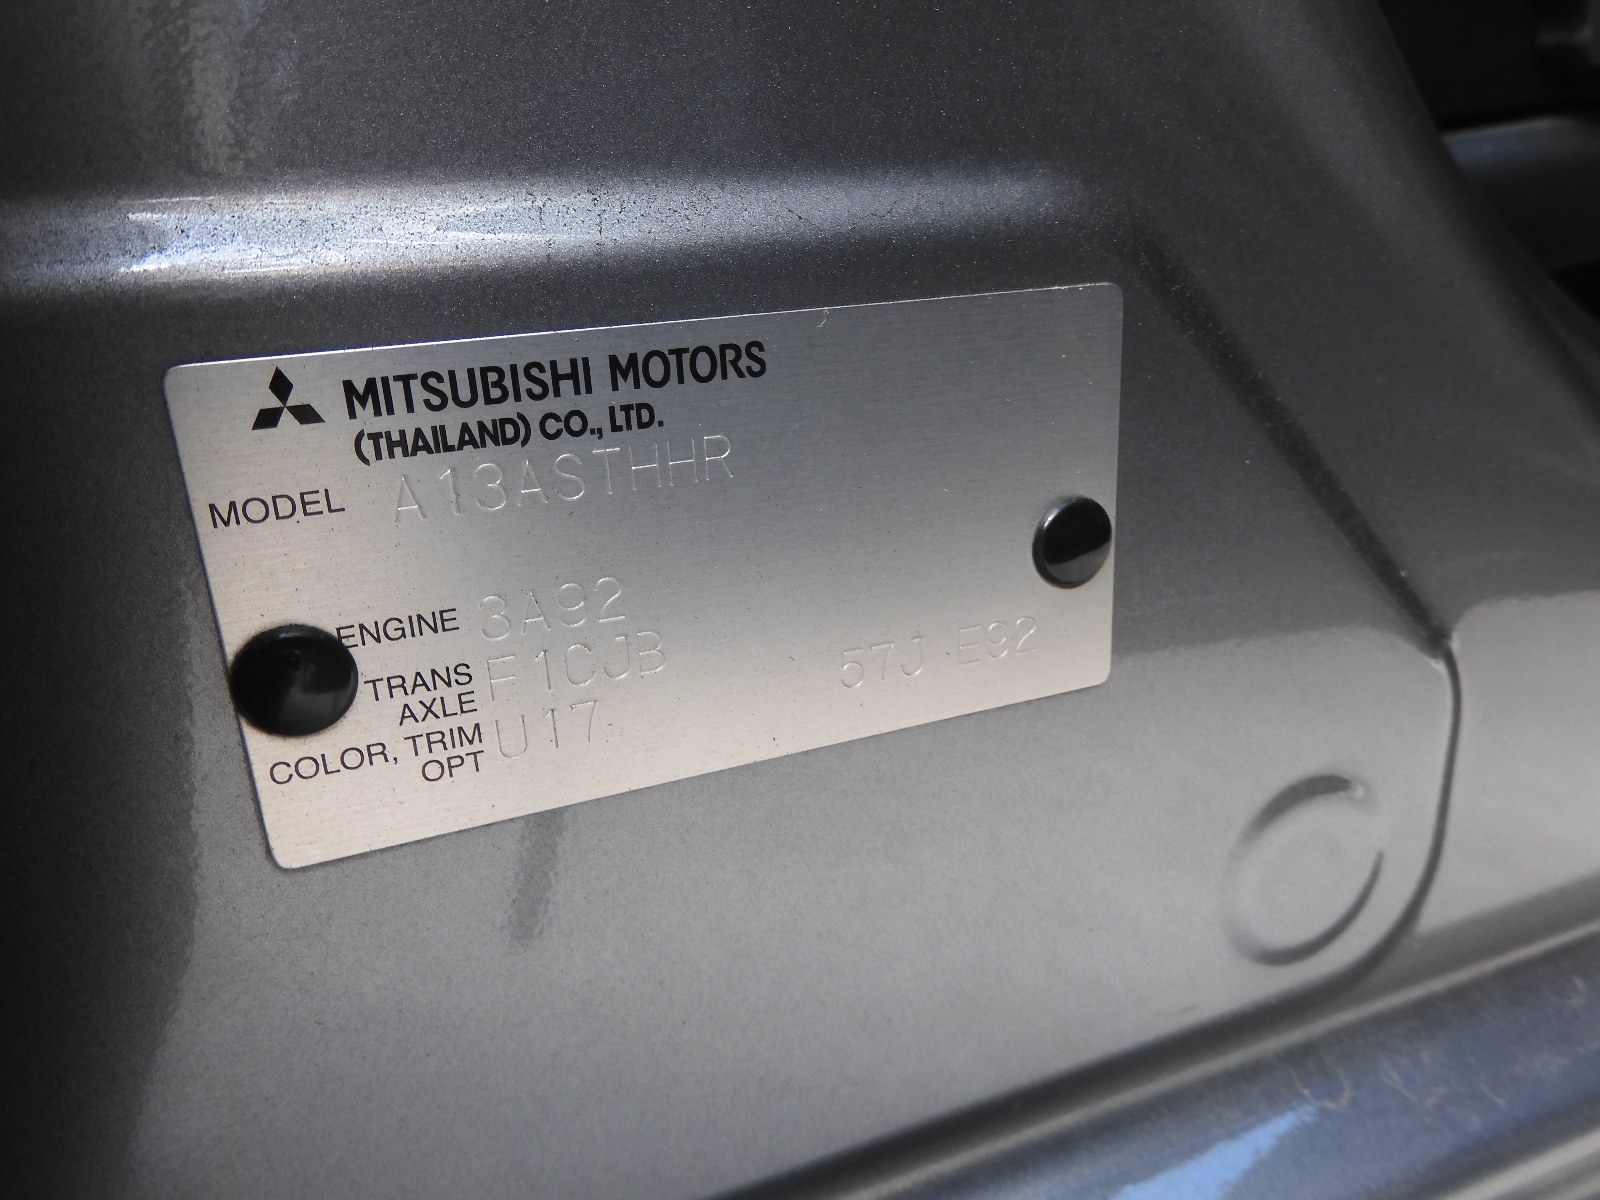 MITSUBISHI MOTORS
(THAILAND) CO., LTD.
MODEL A13ASTHHR
ENGINE 3A92
TRANS AXLE F1CJB 57J E92
COLOR, TRIM OPT U17